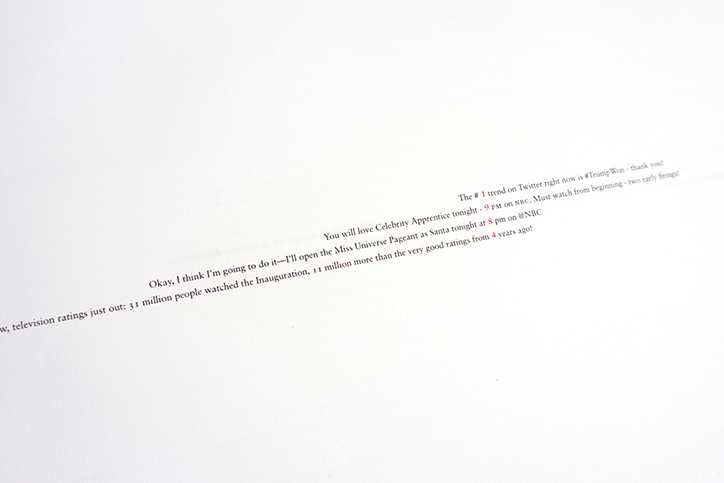 The # 1 trend on Twitter right now is #TrumpWon - thank you!
You will love Celebrity Apprentice tonight - 9 PM on NBC. Must watch from beginning - two early firings!
Okay, I think I'm going to do it—I'll open the Miss Universe Pageant as Santa tonight at 8 pm on @NBC
w, television ratings just out: 31 million people watched the Inauguration, 11 million more than the very good ratings from 4 years ago!